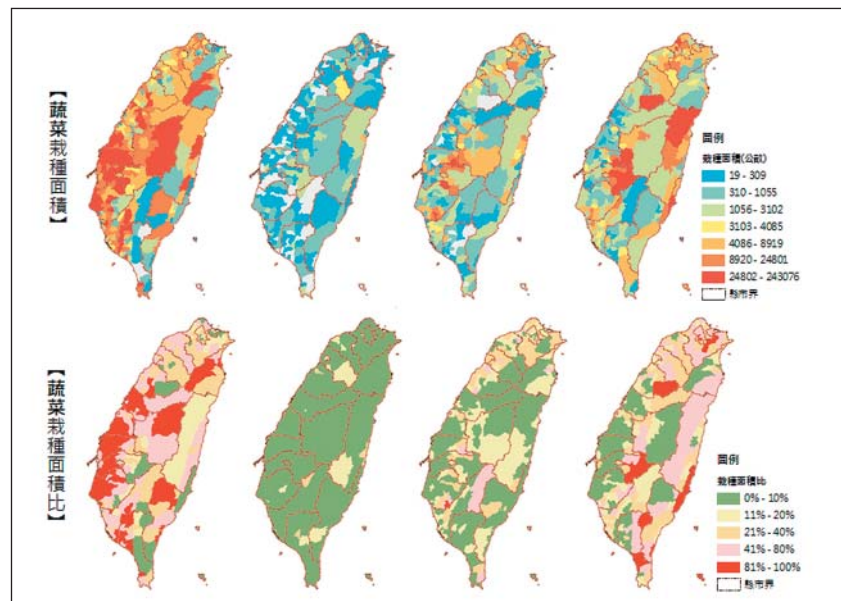 【蔬菜栽種面積】
圖例
栽種面積(公畝)
19 - 309
310 - 1055
1056 - 3102
3103 - 4085
4086 - 8919
8920 - 24801
24802 - 243076
縣市界
【蔬菜栽種面積比】
圖例
栽種面積比
0% - 10%
11% - 20%
21% - 40%
41% - 80%
81% - 100%
縣市界